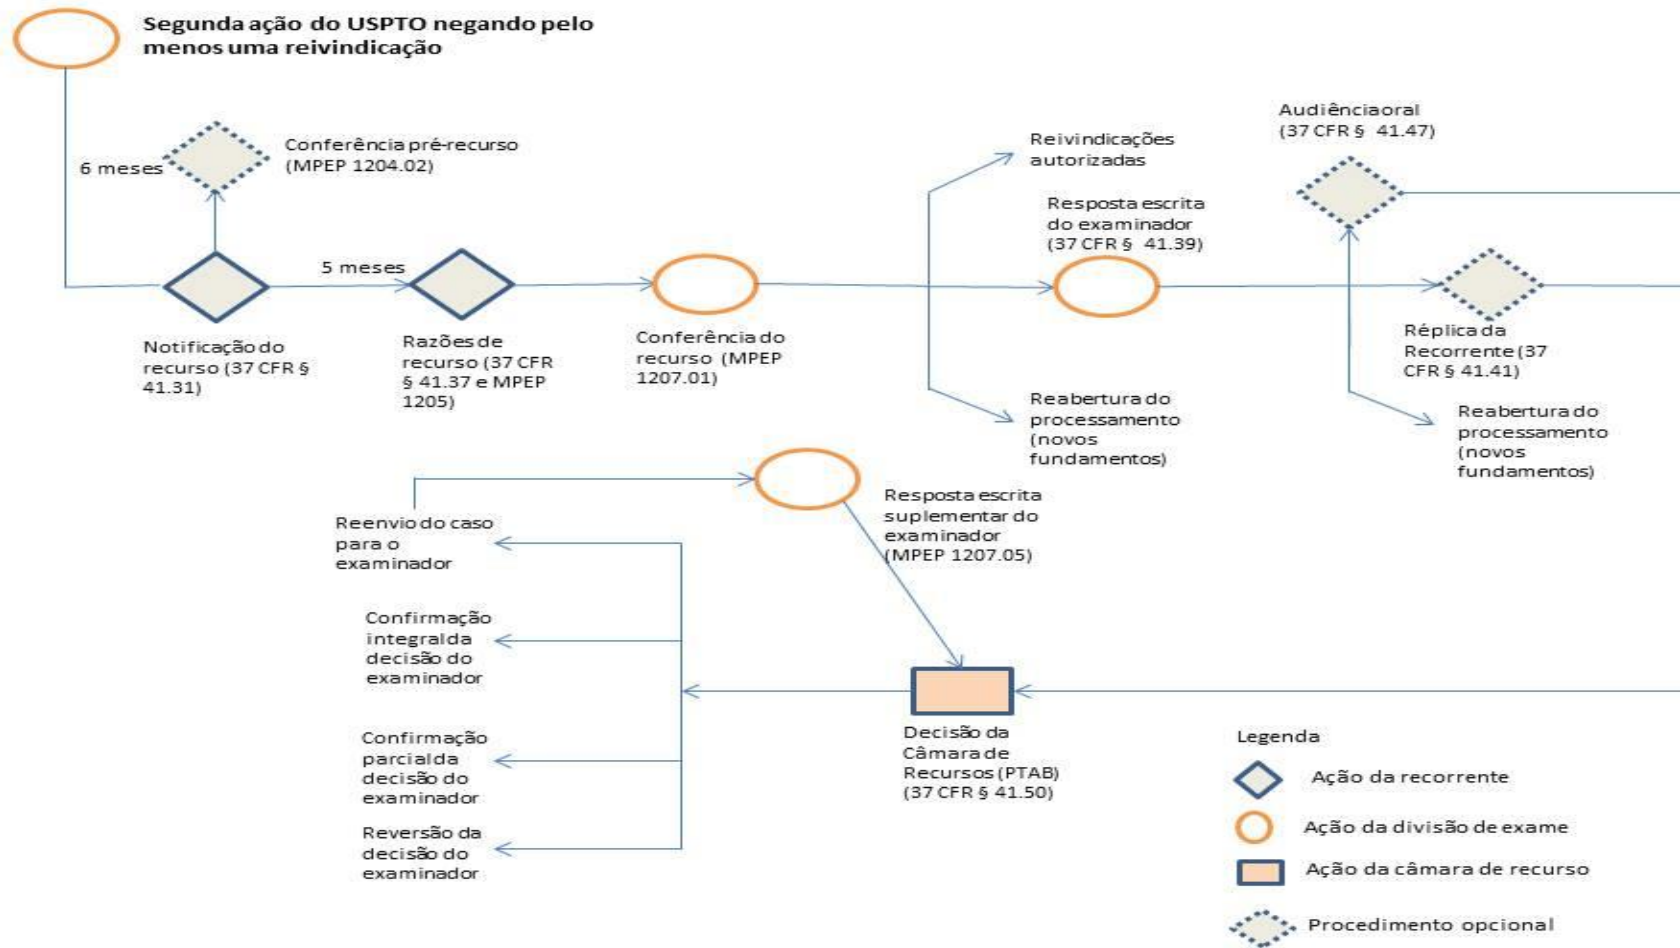 Segunda ação do USPTO negando pelo
menos uma reivindicação
6 meses
Conferência pré-recurso
(MPEP 1204.02)
5 meses
Notificação do
recurso (37 CFR §
41.31)
Razões de
recurso (37 CFR
§ 41.37 e MPEP
1205)
Conferência do
recurso (MPEP
1207.01)
Reivindicações
autorizadas
Resposta escrita
do examinador
(37 CFR § 41.39)
Reabertura do
processamento
(novos
fundamentos)
Audiência oral
(37 CFR § 41.47)
Réplica da
Recorrente (37
CFR § 41.41)
Reabertura do
processamento
(novos
fundamentos)
Resposta escrita
suplementar do
examinador
(MPEP 1207.05)
Reenvio do caso
para o
examinador
Confirmação
integral da
decisão do
examinador
Confirmação
parcial da
decisão do
examinador
Reversão da
decisão do
examinador
Decisão da
Câmara de
Recursos (PTAB)
(37 CFR § 41.50)
Legenda
Ação da recorrente
Ação da divisão de exame
Ação da câmara de recurso
Procedimento opcional